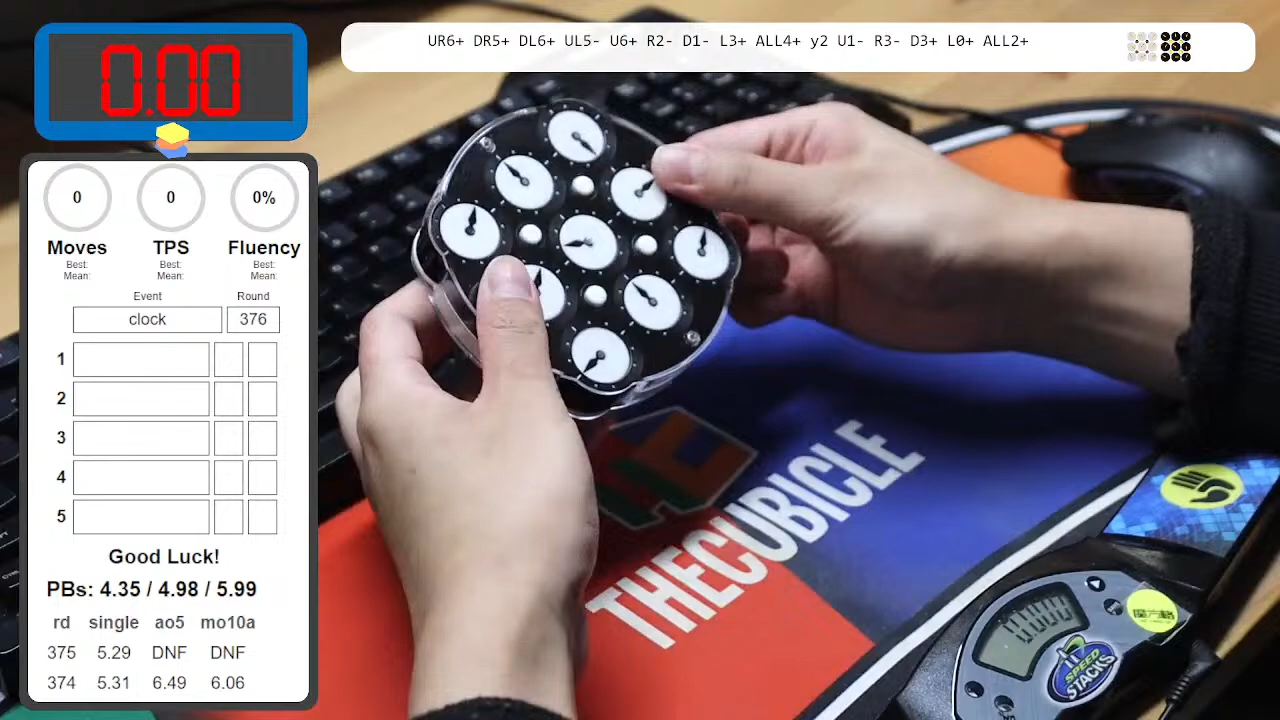 0.00
UR6+ DR5+ DL6+ UL5- U6+ R2- D1- L3+ ALL4+ y2 U1- R3- D3+ L0+ ALL2+
0 0 0%
Moves TPS Fluency
Best: Best: Best:
Mean: Mean: Mean:
Event Round
clock 376
1
2
3
4
5
Good Luck!
PBs: 4.35 / 4.98 / 5.99
rd single ao5 mo10a
375 5.29 DNF DNF
374 5.31 6.49 6.06
THECUBICLE
SPEED
STACKS